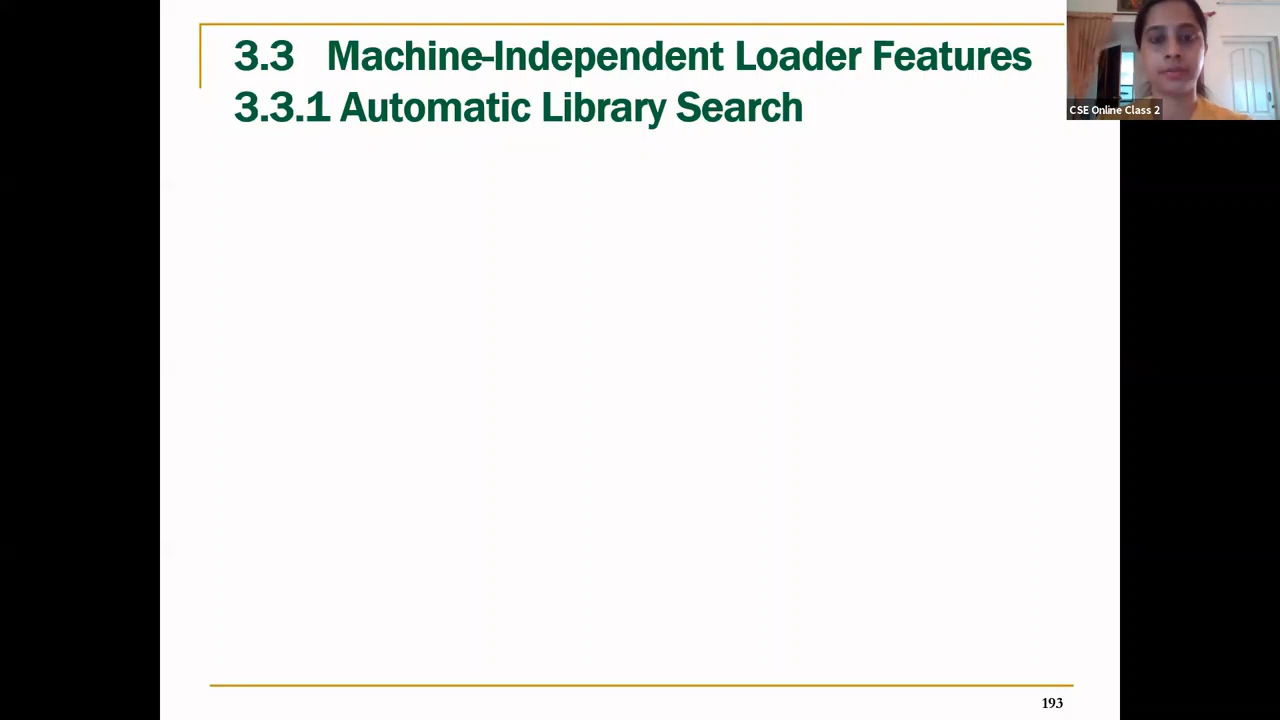 3.3 Machine-Independent Loader Features
3.3.1 Automatic Library Search
CSE Online Class 2
193